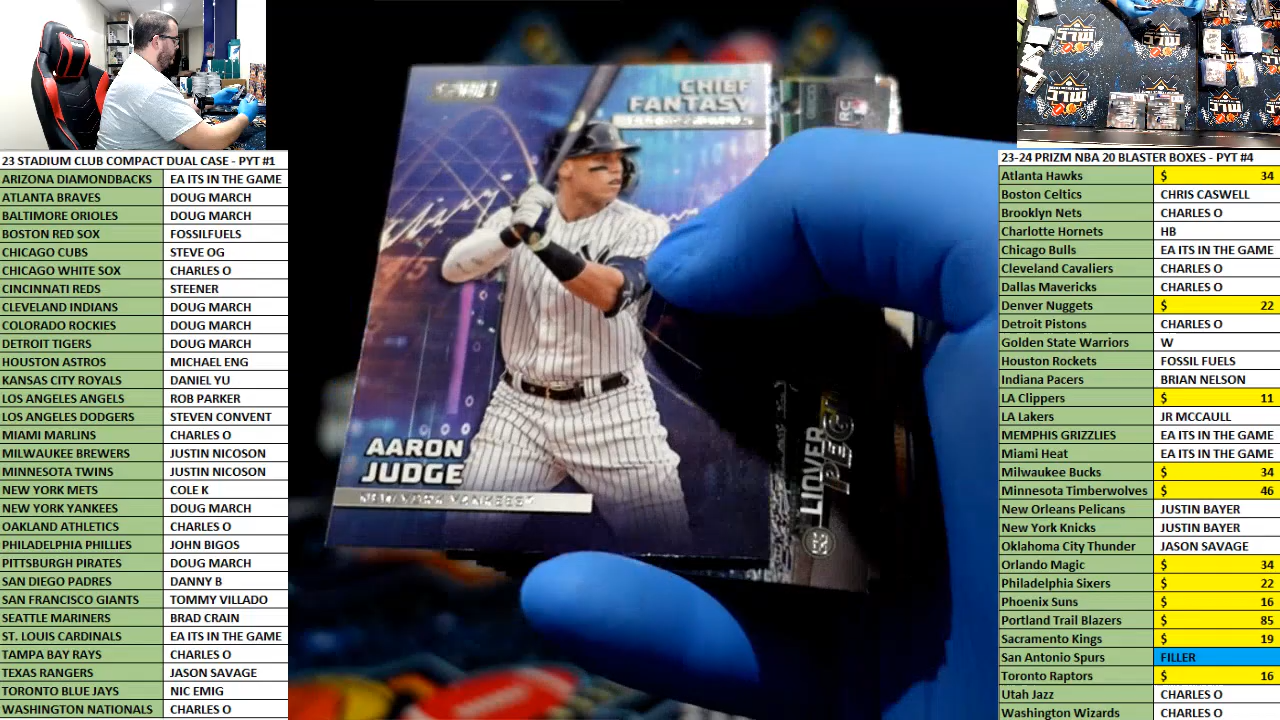 23 STADIUM CLUB COMPACT DUAL CASE - PYT #1
ARIZONA DIAMONDBACKS EA ITS IN THE GAME
ATLANTA BRAVES DOUG MARCH
BALTIMORE ORIOLES DOUG MARCH
BOSTON RED SOX FOSSILFUELS
CHICAGO CUBS STEVE OG
CHICAGO WHITE SOX CHARLES O
CINCINNATI REDS STEENER
CLEVELAND INDIANS DOUG MARCH
COLORADO ROCKIES DOUG MARCH
DETROIT TIGERS DOUG MARCH
HOUSTON ASTROS MICHAEL ENG
KANSAS CITY ROYALS DANIEL YU
LOS ANGELES ANGELS ROB PARKER
LOS ANGELES DODGERS STEVEN CONVENT
MIAMI MARLINS CHARLES O
MILWAUKEE BREWERS JUSTIN NICOSON
MINNESOTA TWINS JUSTIN NICOSON
NEW YORK METS COLE K
NEW YORK YANKEES DOUG MARCH
OAKLAND ATHLETICS CHARLES O
PHILADELPHIA PHILLIES JOHN BIGOS
PITTSBURGH PIRATES DOUG MARCH
SAN DIEGO PADRES DANNY B
SAN FRANCISCO GIANTS TOMMY VILLADO
SEATTLE MARINERS BRAD CRAIN
ST. LOUIS CARDINALS EA ITS IN THE GAME
TAMPA BAY RAYS CHARLES O
TEXAS RANGERS JASON SAVAGE
TORONTO BLUE JAYS NIC EMIG
WASHINGTON NATIONALS CHARLES O
CHIEF
FANTASY
AARON
JUDGE
NEW YORK YANKEES
RC
23-24 PRIZM NBA 20 BLASTER BOXES - PYT #4
Atlanta Hawks $ 34
Boston Celtics CHRIS CASWELL
Brooklyn Nets CHARLES O
Charlotte Hornets HB
Chicago Bulls EA ITS IN THE GAME
Cleveland Cavaliers CHARLES O
Dallas Mavericks CHARLES O
Denver Nuggets $ 22
Detroit Pistons CHARLES O
Golden State Warriors W
Houston Rockets FOSSIL FUELS
Indiana Pacers BRIAN NELSON
LA Clippers $ 11
LA Lakers JR MCCAULL
MEMPHIS GRIZZLIES EA ITS IN THE GAME
Miami Heat EA ITS IN THE GAME
Milwaukee Bucks $ 34
Minnesota Timberwolves $ 46
New Orleans Pelicans JUSTIN BAYER
New York Knicks JUSTIN BAYER
Oklahoma City Thunder JASON SAVAGE
Orlando Magic $ 34
Philadelphia Sixers $ 22
Phoenix Suns $ 16
Portland Trail Blazers $ 85
Sacramento Kings $ 19
San Antonio Spurs FILLER
Toronto Raptors $ 16
Utah Jazz CHARLES O
Washington Wizards CHARLES O